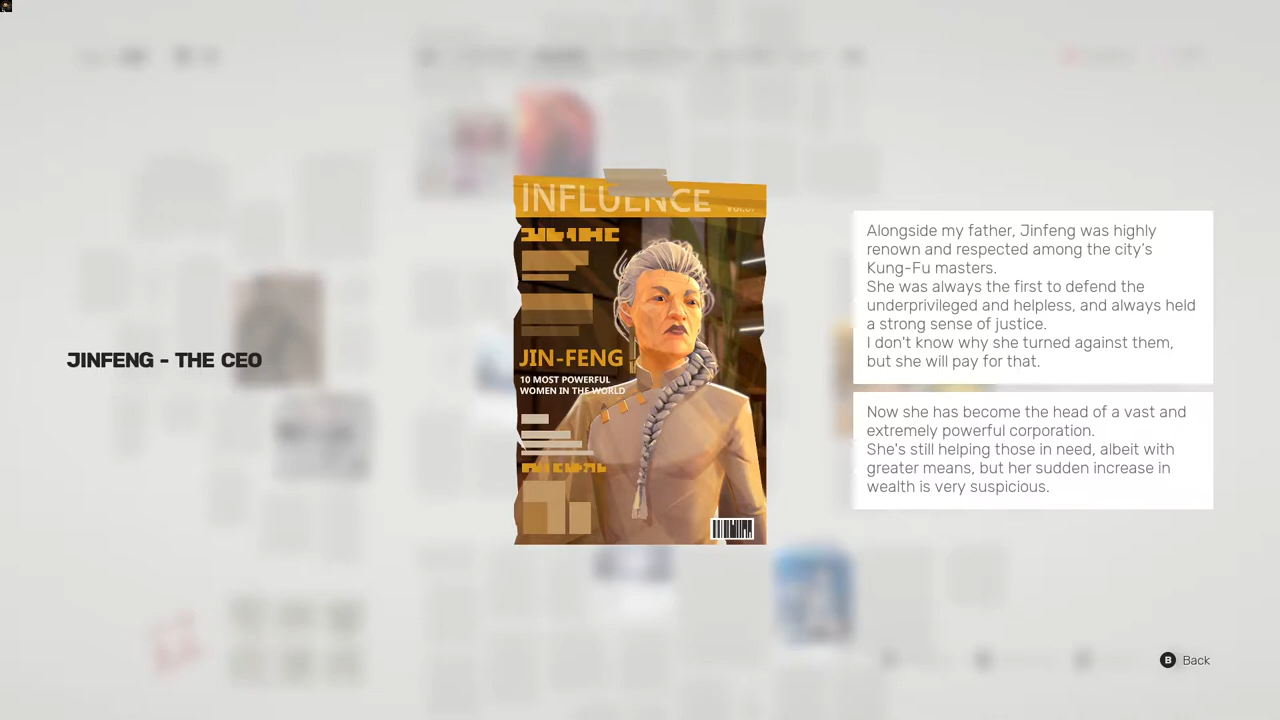 INFLUENCE
JIN-FENG
10 MOST POWERFUL
WOMEN IN THE WORLD
JINFENG - THE CEO
Alongside my father, Jinfeng was highly
renown and respected among the city's
Kung-Fu masters.
She was always the first to defend the
underprivileged and helpless, and always held
a strong sense of justice.
I don't know why she turned against them,
but she will pay for that.
Now she has become the head of a vast and
extremely powerful corporation.
She's still helping those in need, albeit with
greater means, but her sudden increase in
wealth is very suspicious.
B Back